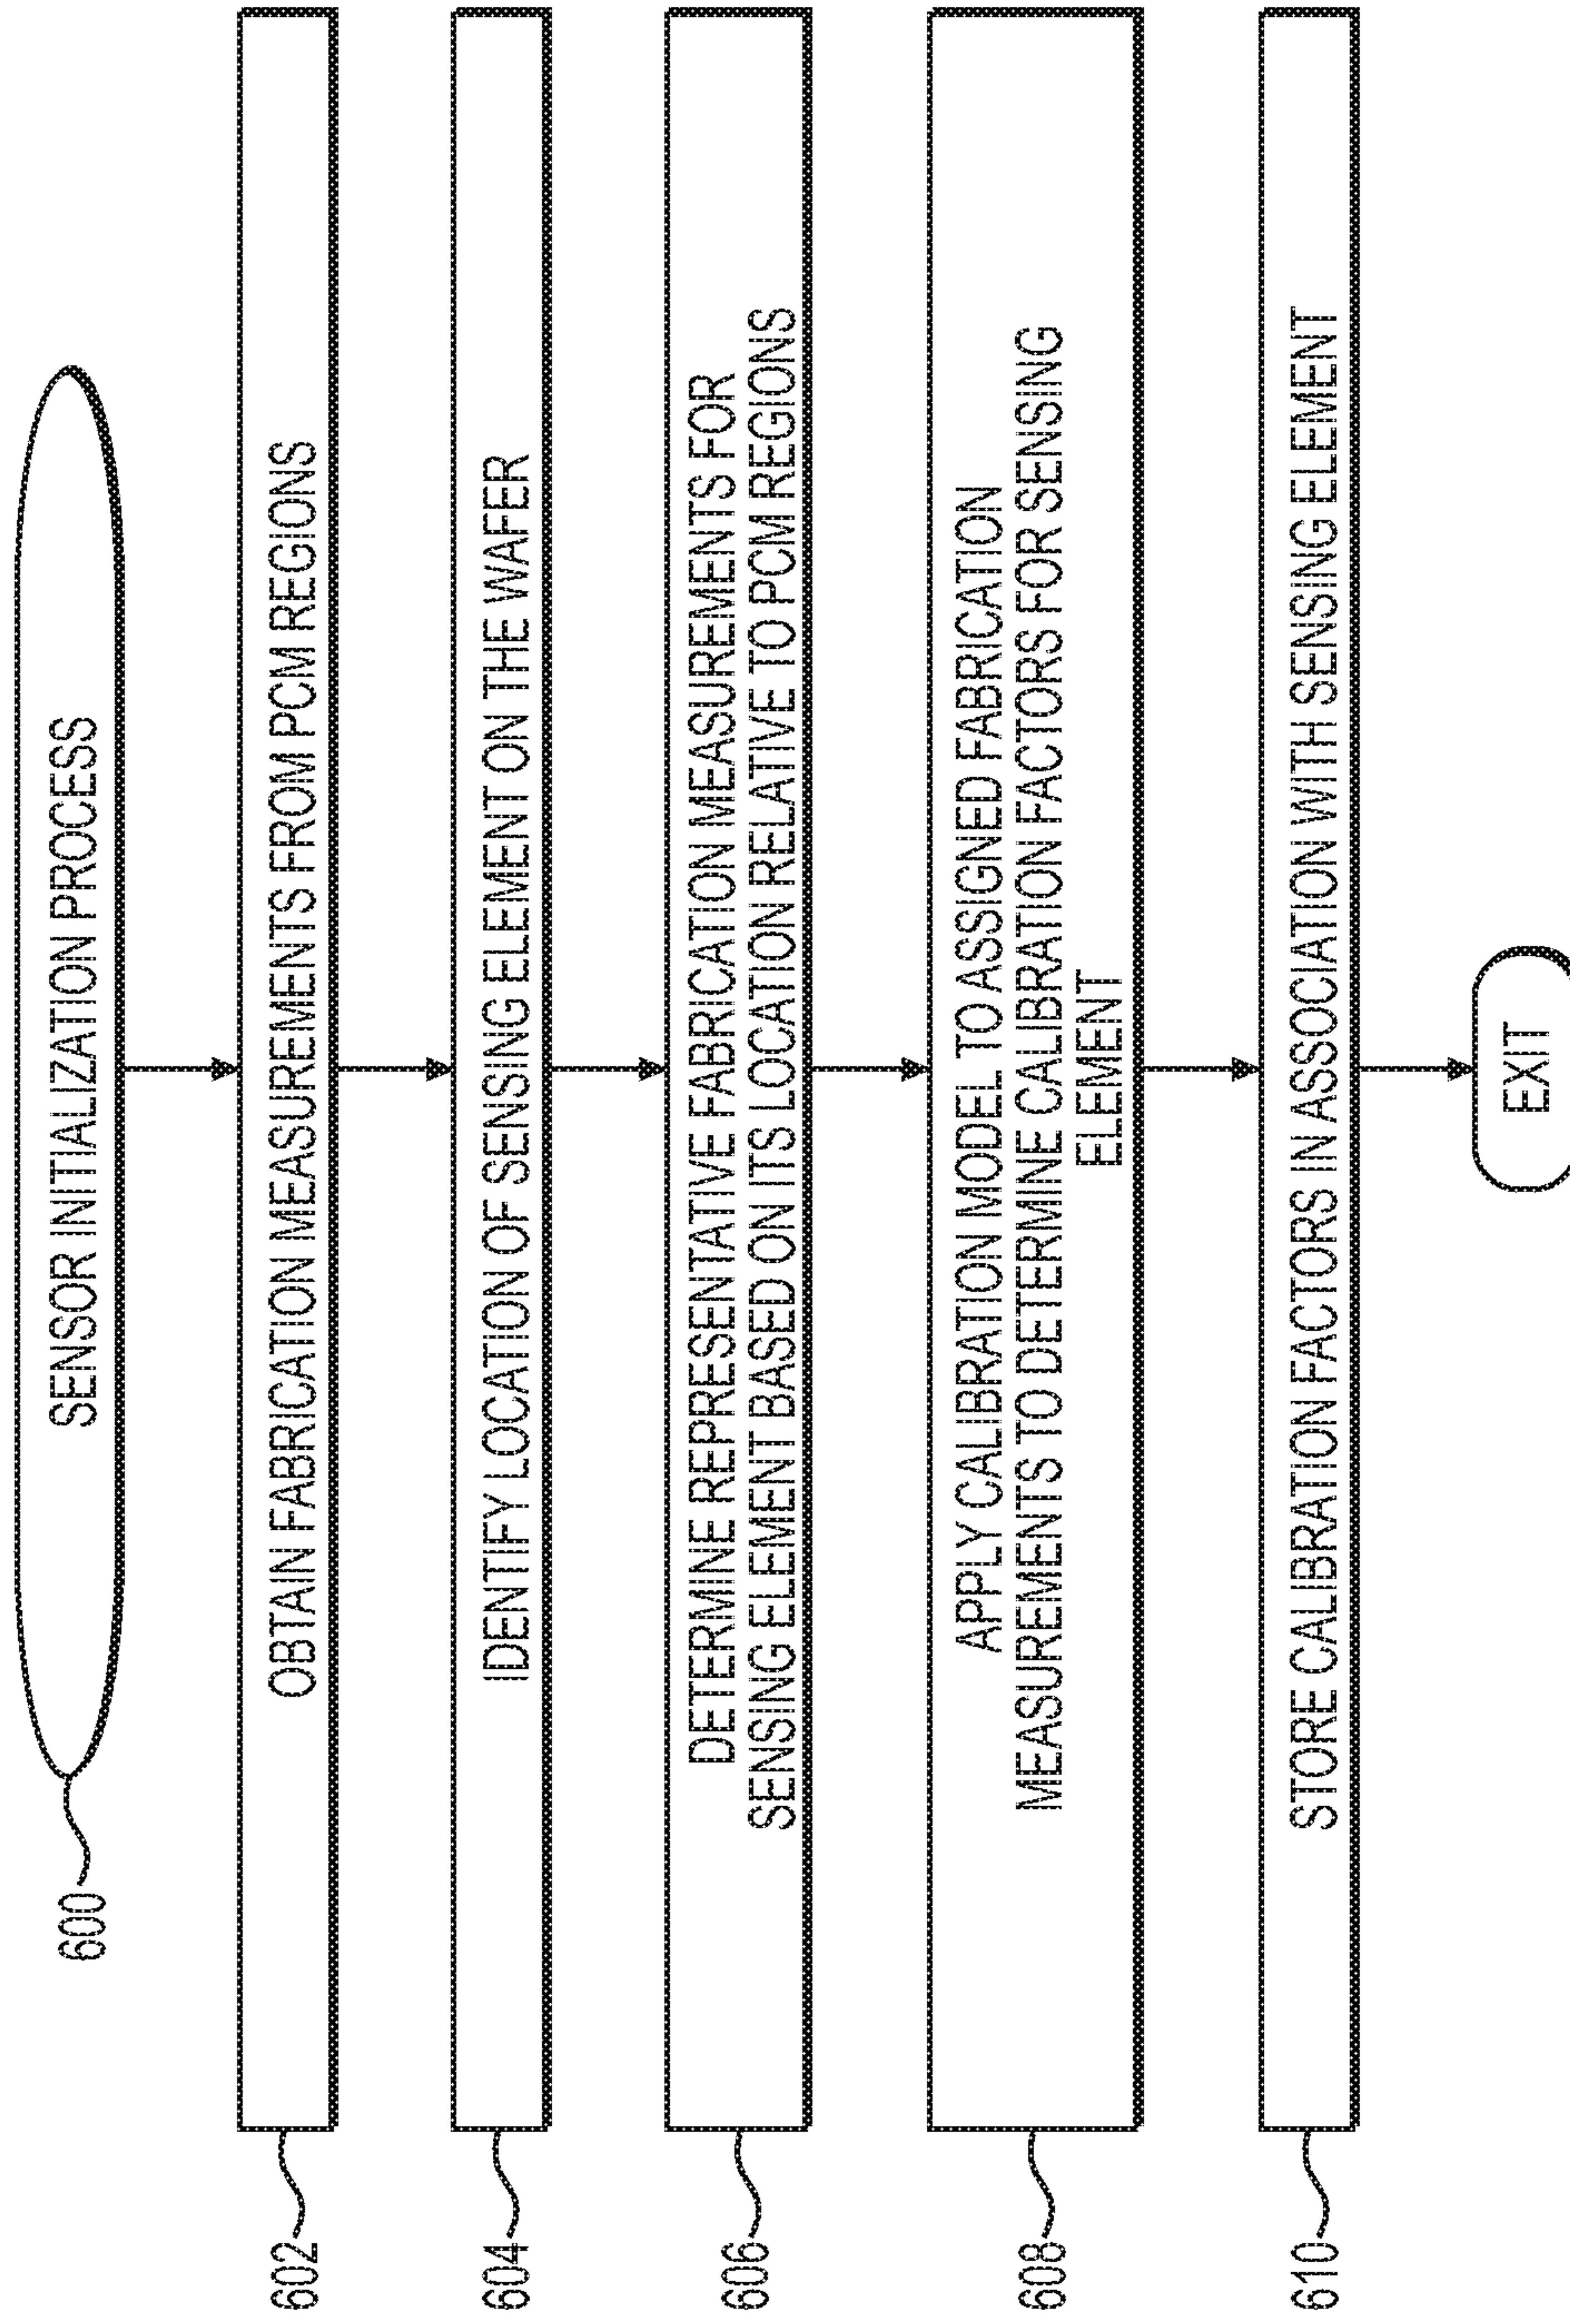 SENSOR INITIALIZATION PROCESS
600
OBTAIN FABRICATION MEASUREMENTS FROM PCM REGIONS
602
IDENTIFY LOCATION OF SENSING ELEMENT ON THE WAFER
604
DETERMINE REPRESENTATIVE FABRICATION MEASUREMENTS FOR
SENSING ELEMENT BASED ON ITS LOCATION RELATIVE TO PCM REGIONS
606
APPLY CALIBRATION MODEL TO ASSIGNED FABRICATION
MEASUREMENTS TO DETERMINE CALIBRATION FACTORS FOR SENSING
ELEMENT
608
STORE CALIBRATION FACTORS IN ASSOCIATION WITH SENSING ELEMENT
610
EXIT